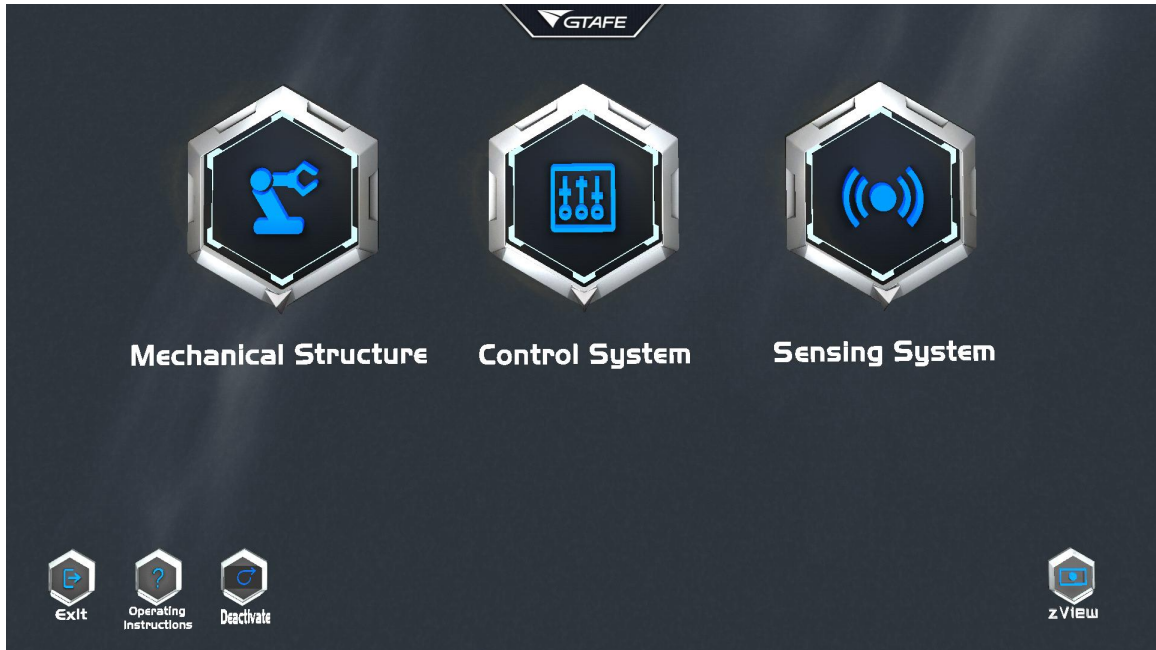 GTAFE
Mechanical Structure
Control System
Sensing System
Exit
Operating
Instructions
Deactivate
zView